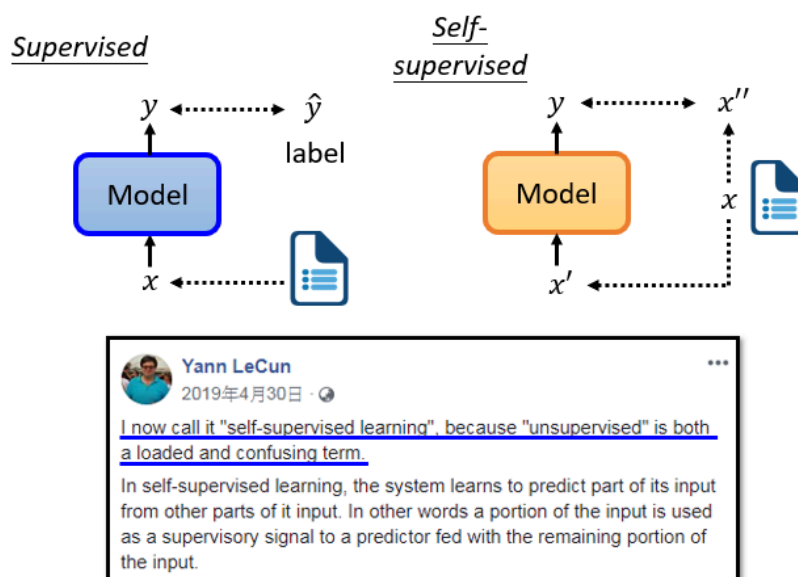 Supervised
Self-
supervised
y
ŷ
label
Model
x
y
x′′
Model
x
x′
Yann LeCun
2019年4月30日 ·
I now call it "self-supervised learning", because "unsupervised" is both
a loaded and confusing term.
In self-supervised learning, the system learns to predict part of its input
from other parts of it input. In other words a portion of the input is used
as a supervisory signal to a predictor fed with the remaining portion of
the input.